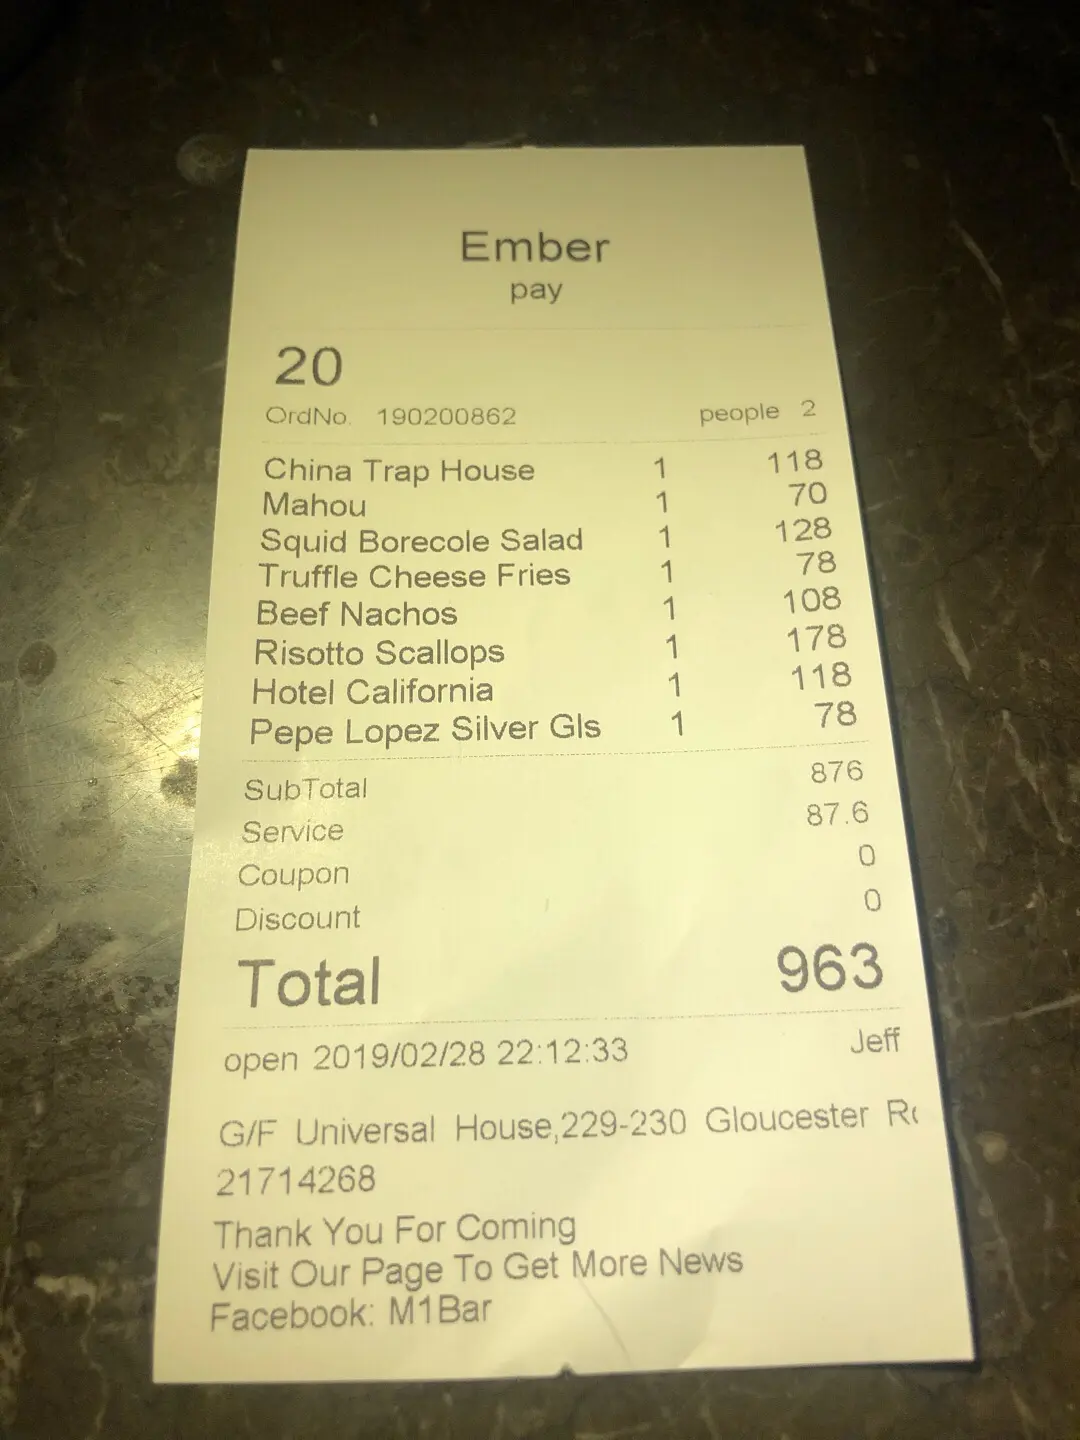 Ember
pay
20
OrdNo. 190200862 people 2
China Trap House 1 118
Mahou 1 70
Squid Borecole Salad 1 128
Truffle Cheese Fries 1 78
Beef Nachos 1 108
Risotto Scallops 1 178
Hotel California 1 118
Pepe Lopez Silver Gls 1 78
SubTotal 876
Service 87.6
Coupon 0
Discount 0
Total 963
open 2019/02/28 22:12:33 Jeff
G/F Universal House,229-230 Gloucester
21714268
Thank You For Coming
Visit Our Page To Get More News
Facebook: M1Bar